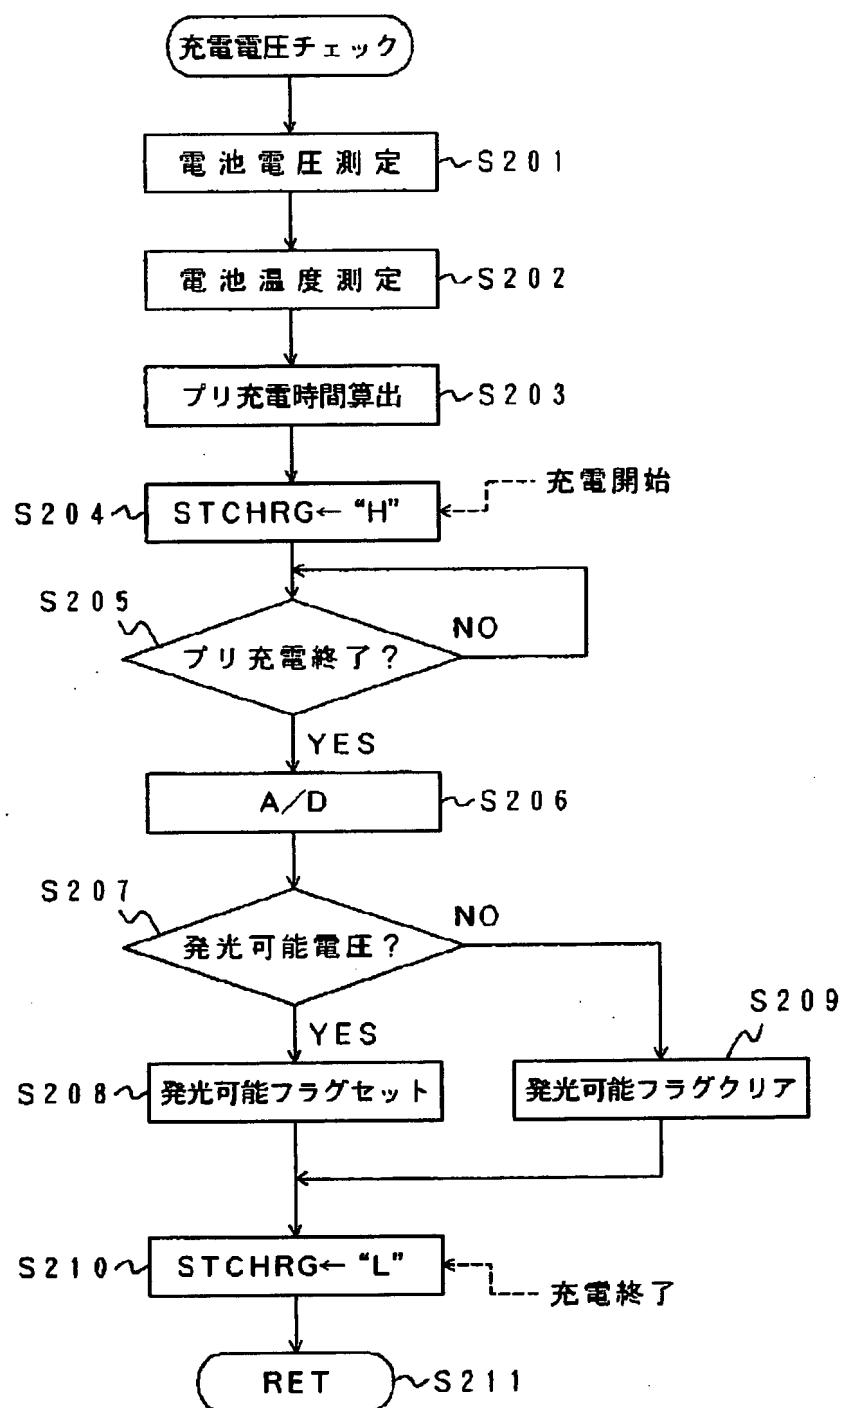 充電電圧チェック
電池電圧測定 S201
電池温度測定 S202
プリ充電時間算出 S203
充電開始
S204 STCHRG←“H”
S205
プリ充電終了? NO
YES
A/D S206
S207
発光可能電圧? NO
YES
S209
S208 発光可能フラグセット 発光可能フラグクリア
S210 STCHRG←“L”
充電終了
RET S211